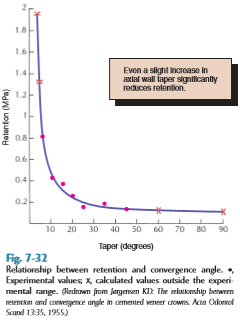 2
1.8
1.6
1.4
1.2
1
0.8
0.6
0.4
0.2
Retention (MPa)
Even a slight increase in
axial wall taper significantly
reduces retention.
10 20 30 40 50 60 70 80 90
Taper (degrees)
Fig. 7-32
Relationship between retention and convergence angle. •,
Experimental values; X, calculated values outside the experi-
mental range. (Redrawn from Jørgensen KD: The relationship between
retention and convergence angle in cemented veneer crowns. Acta Odontol
Scand 13:35, 1955.)